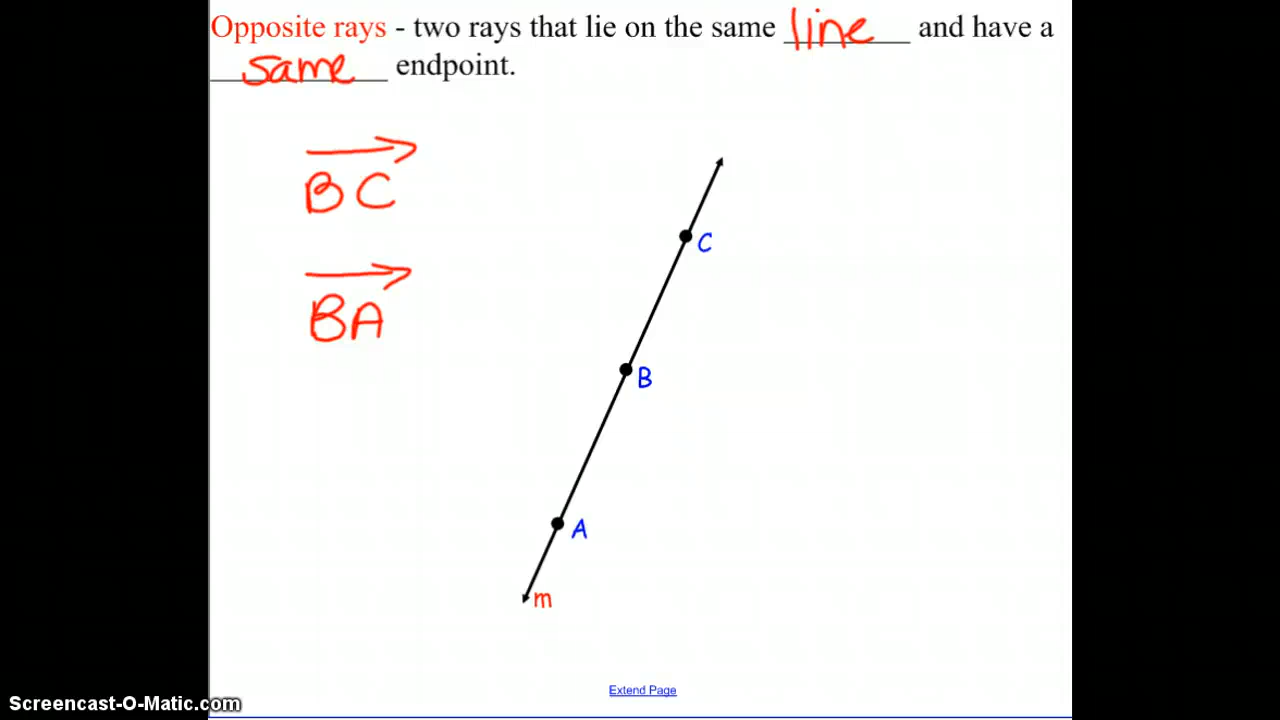 Opposite rays - two rays that lie on the same line and have a
same endpoint.
BC
BA
C
B
A
m
Extend Page
Screencast-O-Matic.com